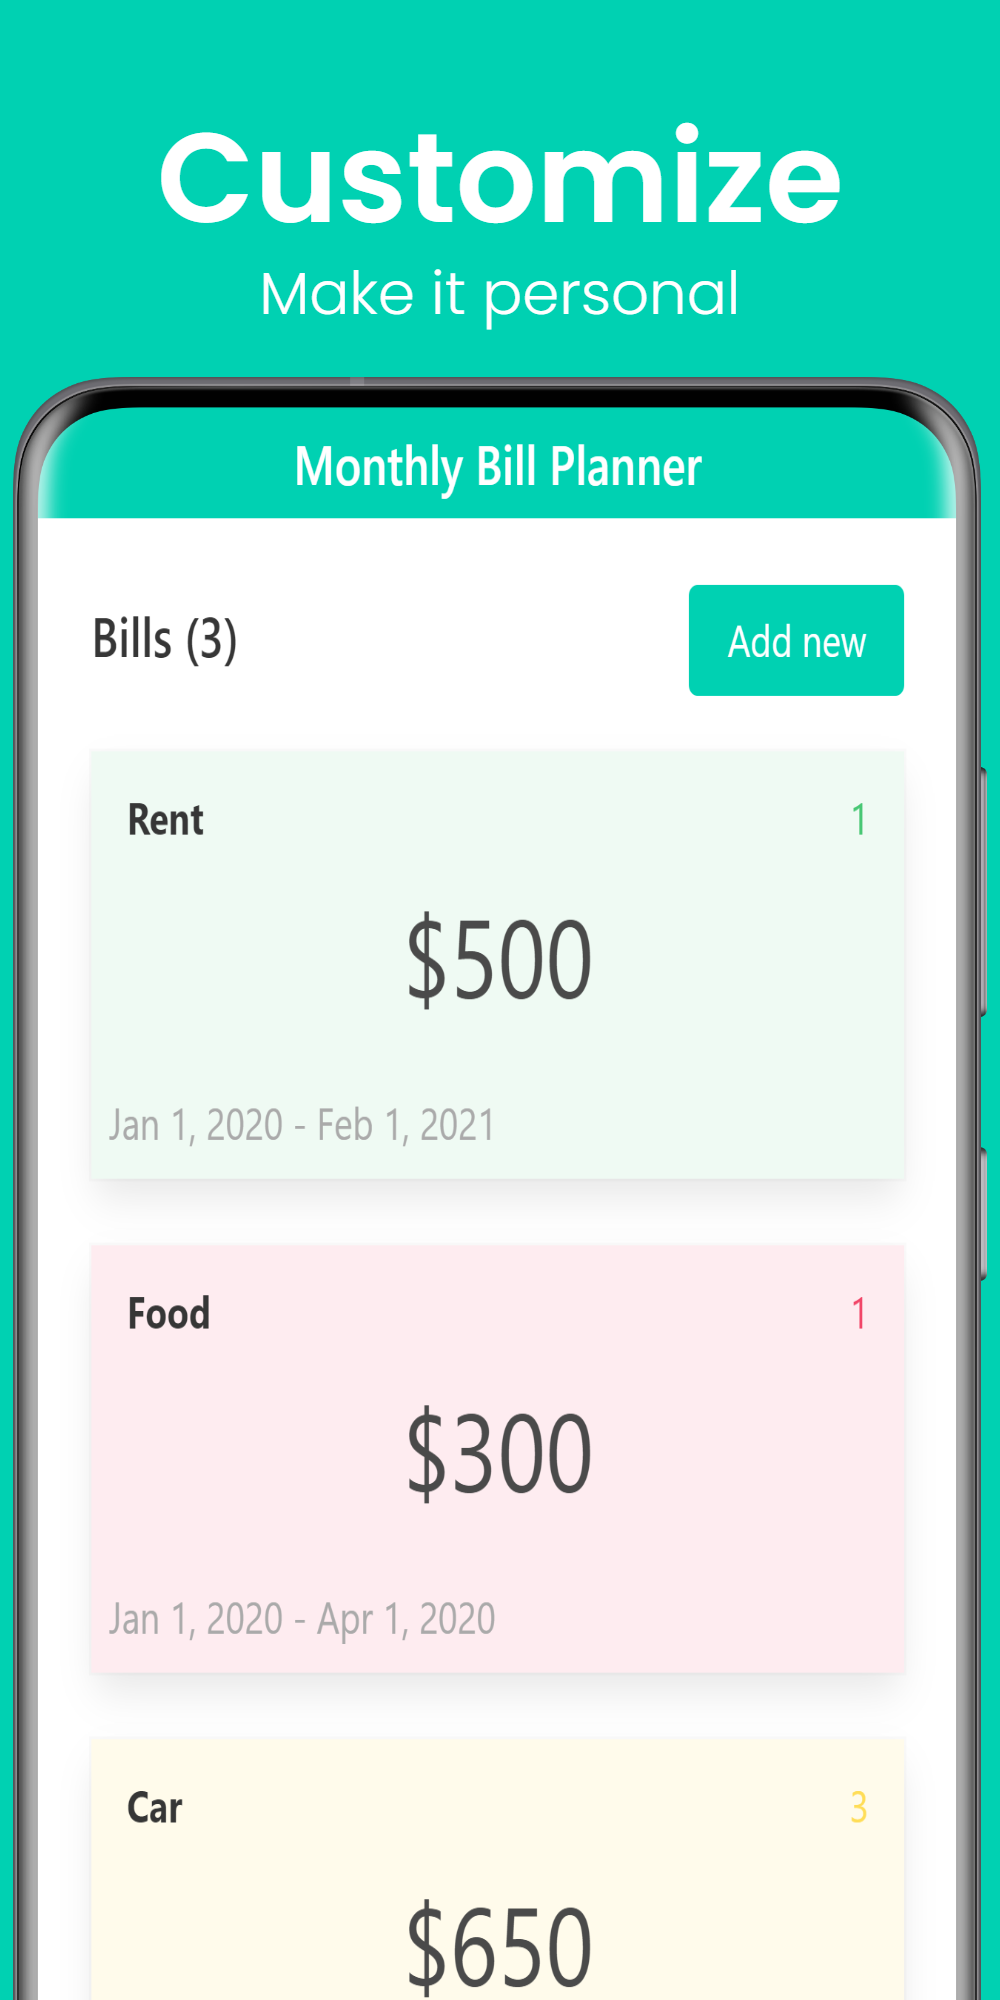 Customize
Make it personal
Monthly Bill Planner
Bills (3)
Add new
Rent
1
$500
Jan 1, 2020 - Feb 1, 2021
Food
1
$300
Jan 1, 2020 - Apr 1, 2020
Car
3
$650